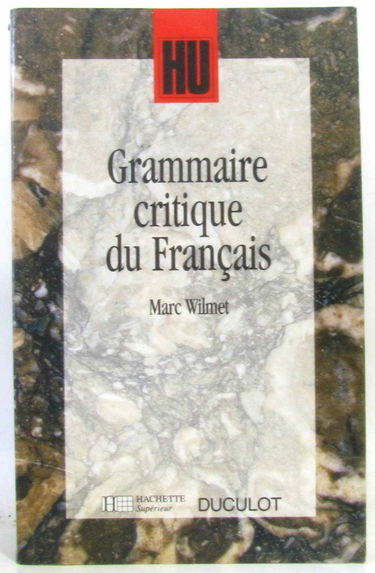 HU
Grammaire
critique
du Français
Marc Wilmet
H HACHETTE
Supérieur
DUCULOT